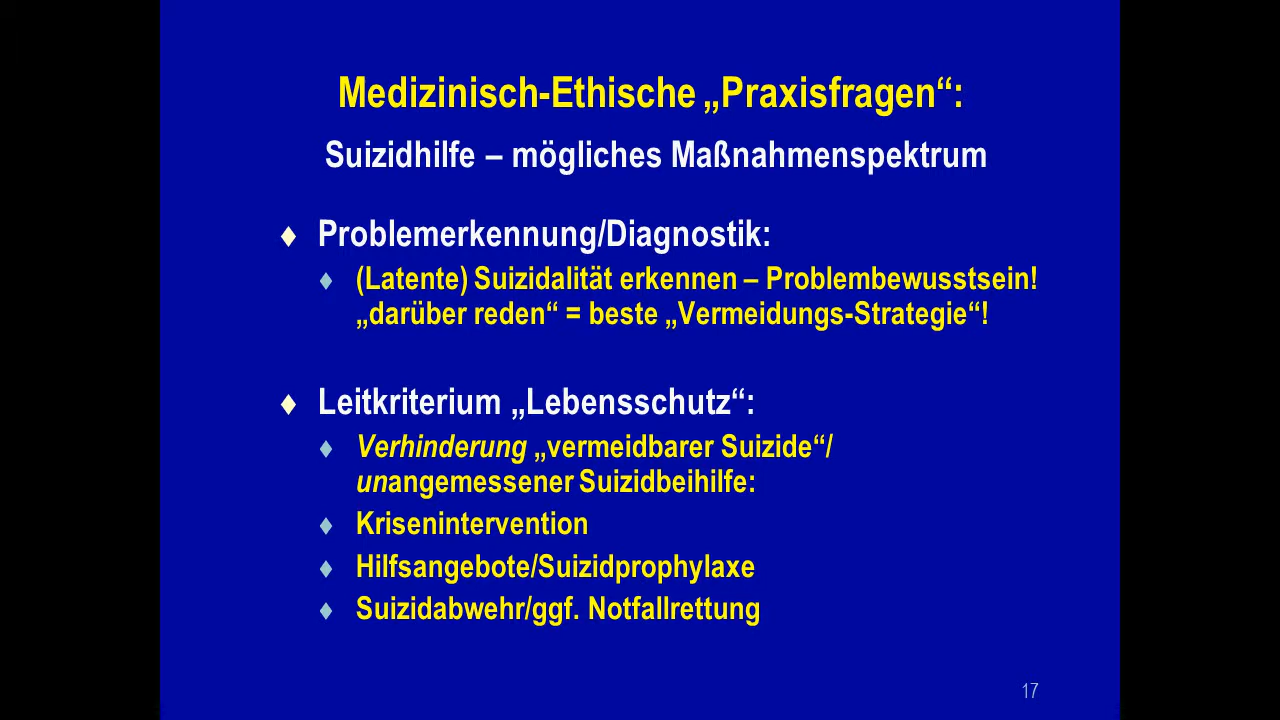 Medizinisch-Ethische „Praxisfragen“:
Suizidhilfe – mögliches Maßnahmenspektrum
Problemerkennung/Diagnostik:
(Latente) Suizidalität erkennen – Problembewusstsein!
„darüber reden“ = beste „Vermeidungs-Strategie“!
Leitkriterium „Lebensschutz“:
Verhinderung „vermeidbarer Suizide“/
unangemessener Suizidbeihilfe:
Krisenintervention
Hilfsangebote/Suizidprophylaxe
Suizidabwehr/ggf. Notfallrettung
17